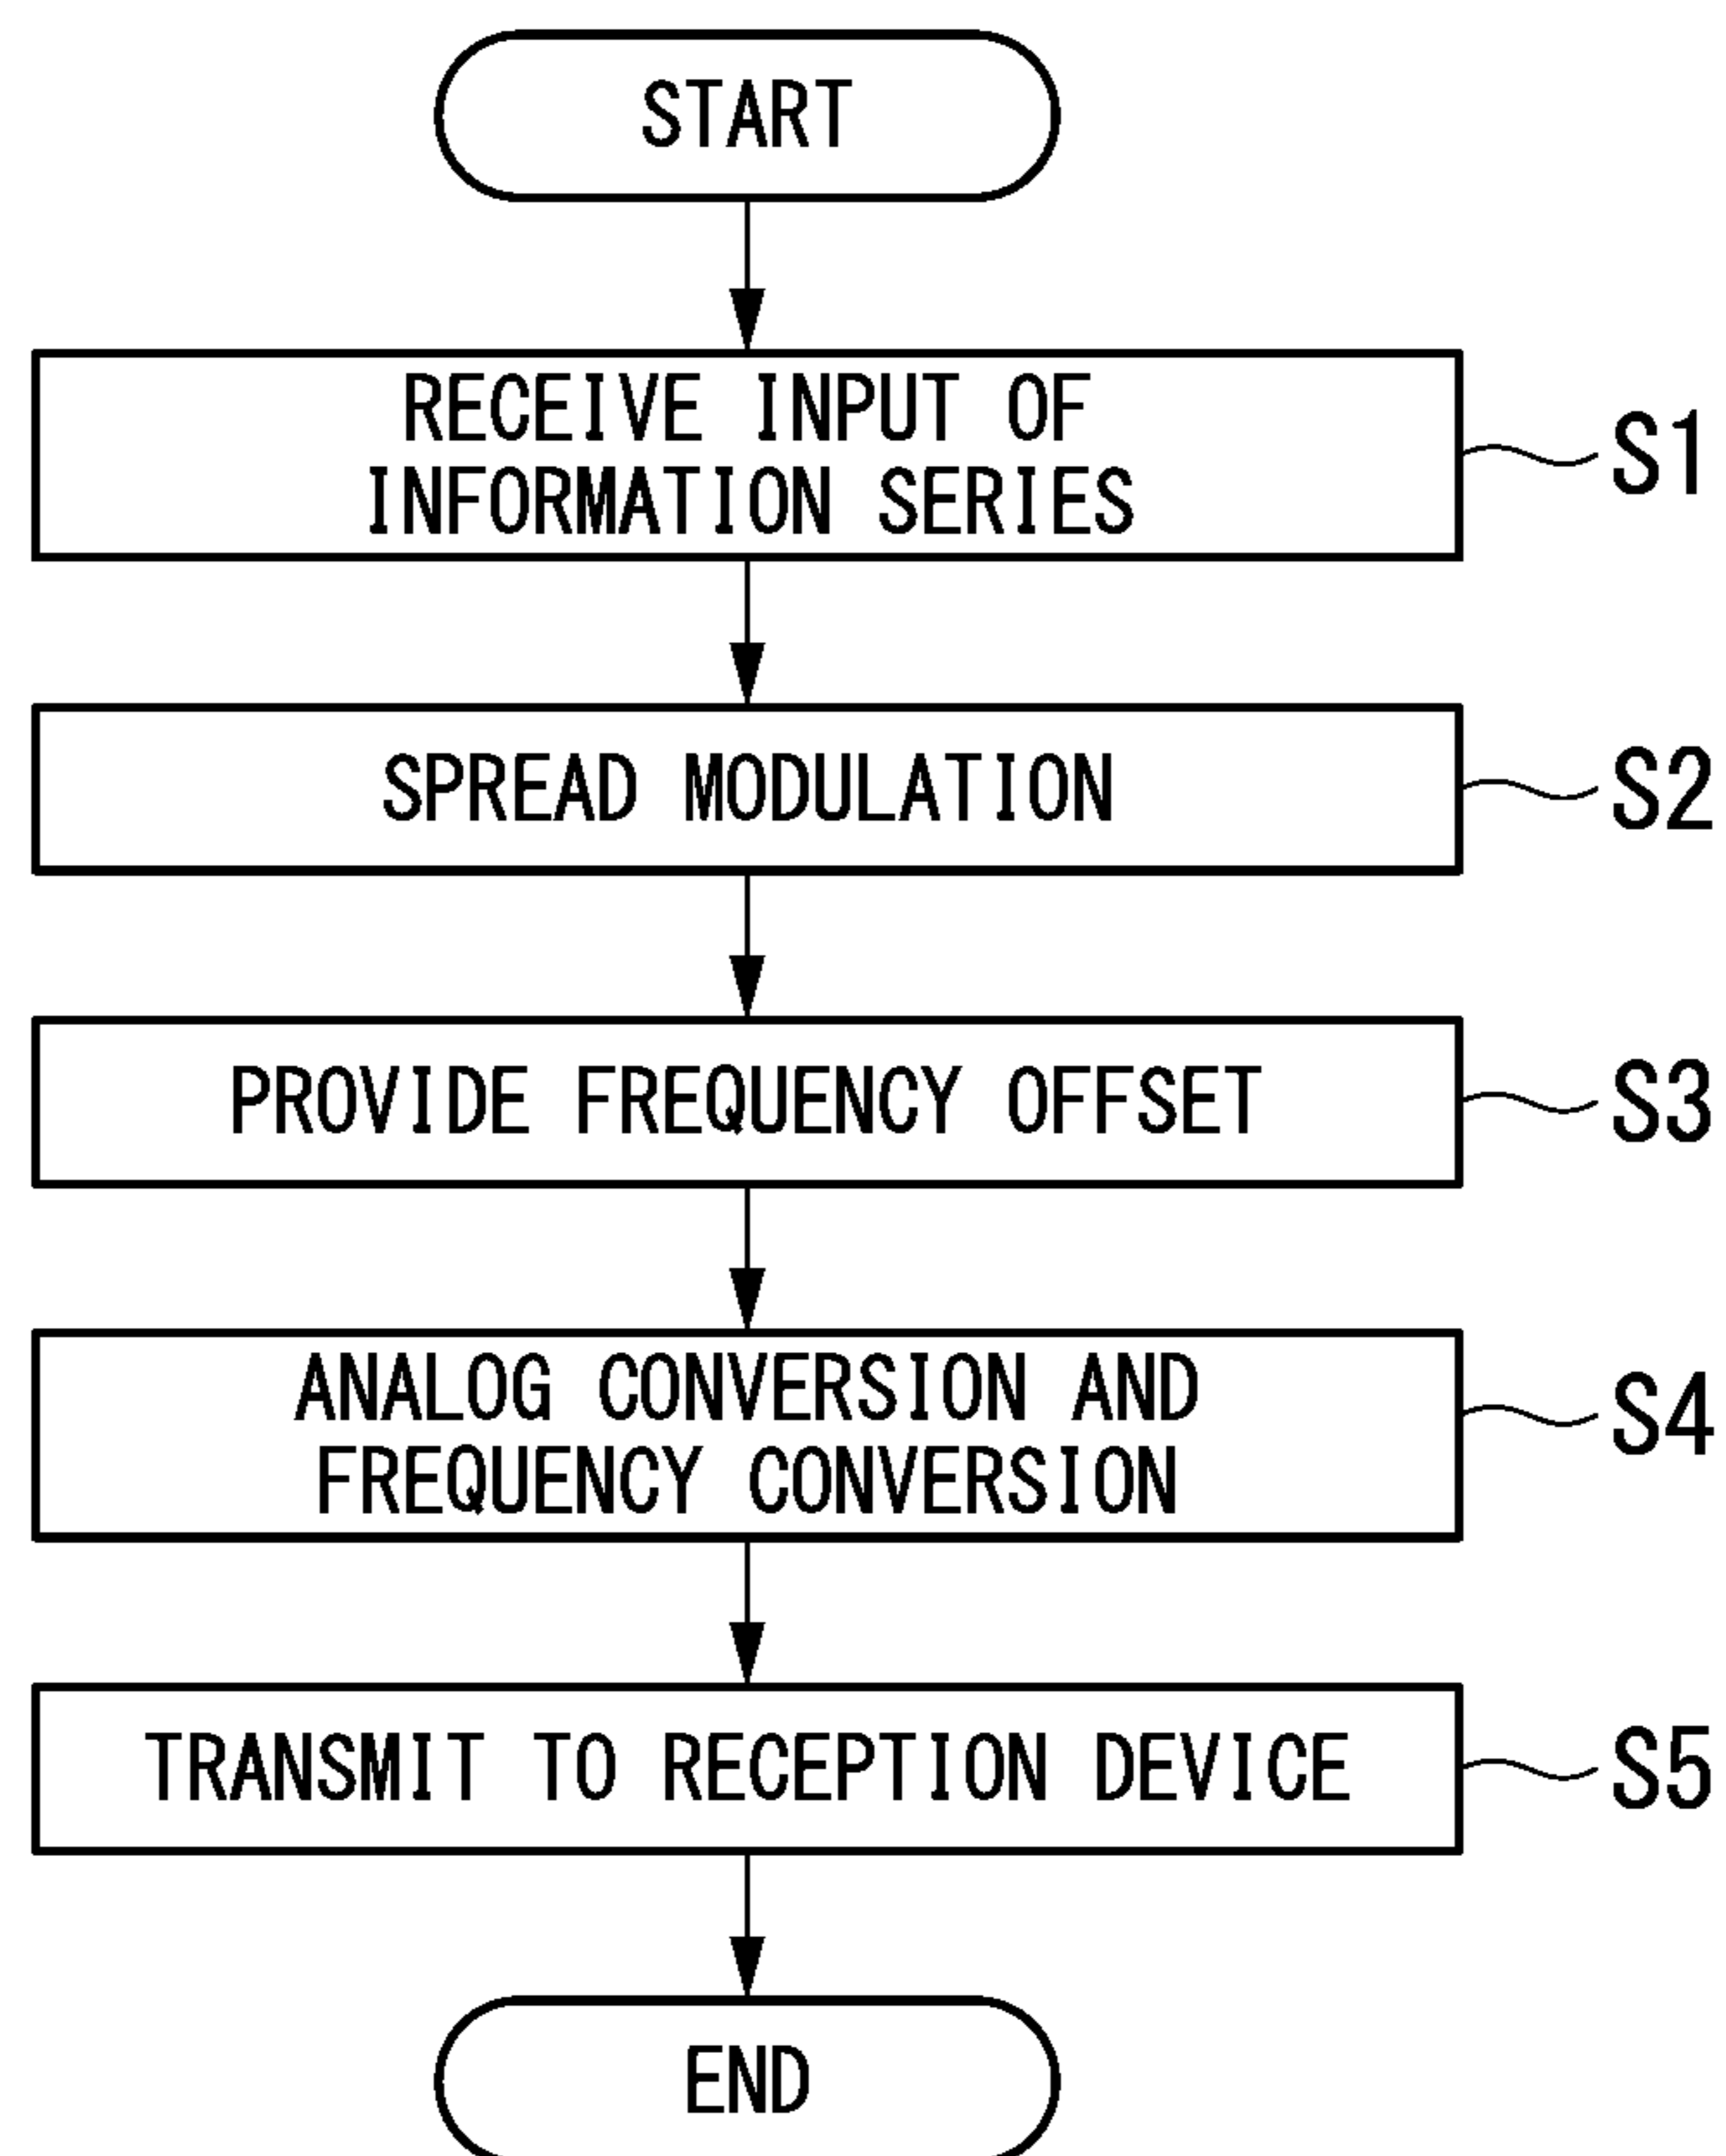 START
RECEIVE INPUT OF
INFORMATION SERIES
S1
SPREAD MODULATION
S2
PROVIDE FREQUENCY OFFSET
S3
ANALOG CONVERSION AND
FREQUENCY CONVERSION
S4
TRANSMIT TO RECEPTION DEVICE
S5
END